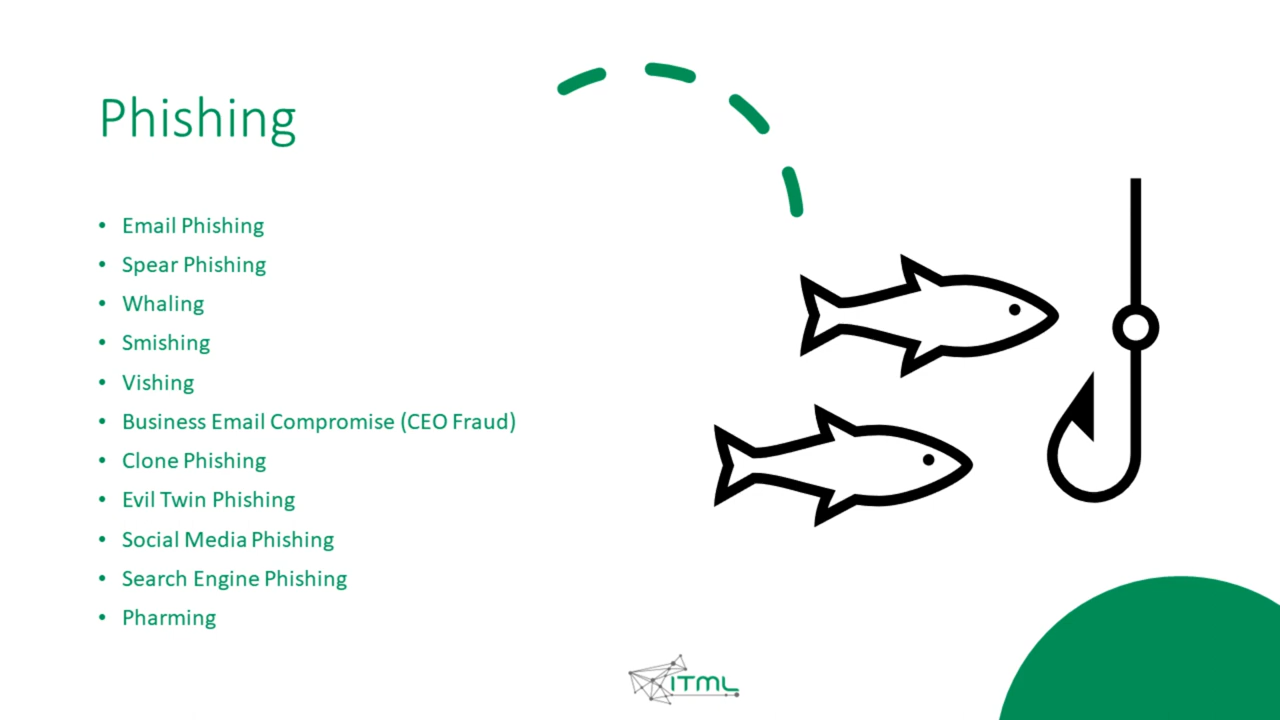 Phishing
• Email Phishing
• Spear Phishing
• Whaling
• Smishing
• Vishing
• Business Email Compromise (CEO Fraud)
• Clone Phishing
• Evil Twin Phishing
• Social Media Phishing
• Search Engine Phishing
• Pharming
ITML